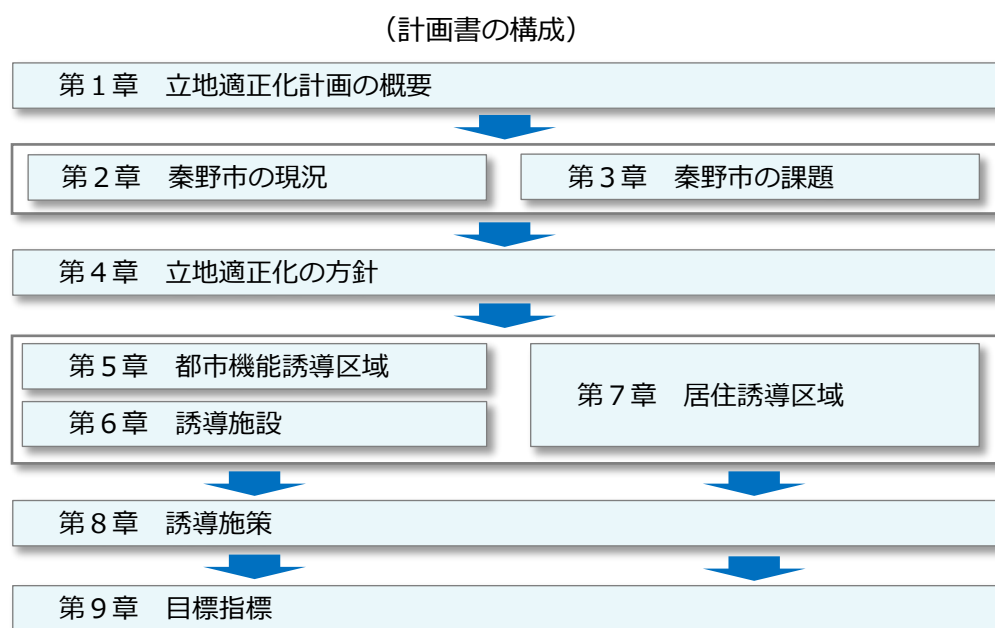 （計画書の構成）
第１章　立地適正化計画の概要
第２章　秦野市の現況
第３章　秦野市の課題
第４章　立地適正化の方針
第５章　都市機能誘導区域
第６章　誘導施設
第７章　居住誘導区域
第８章　誘導施策
第９章　目標指標